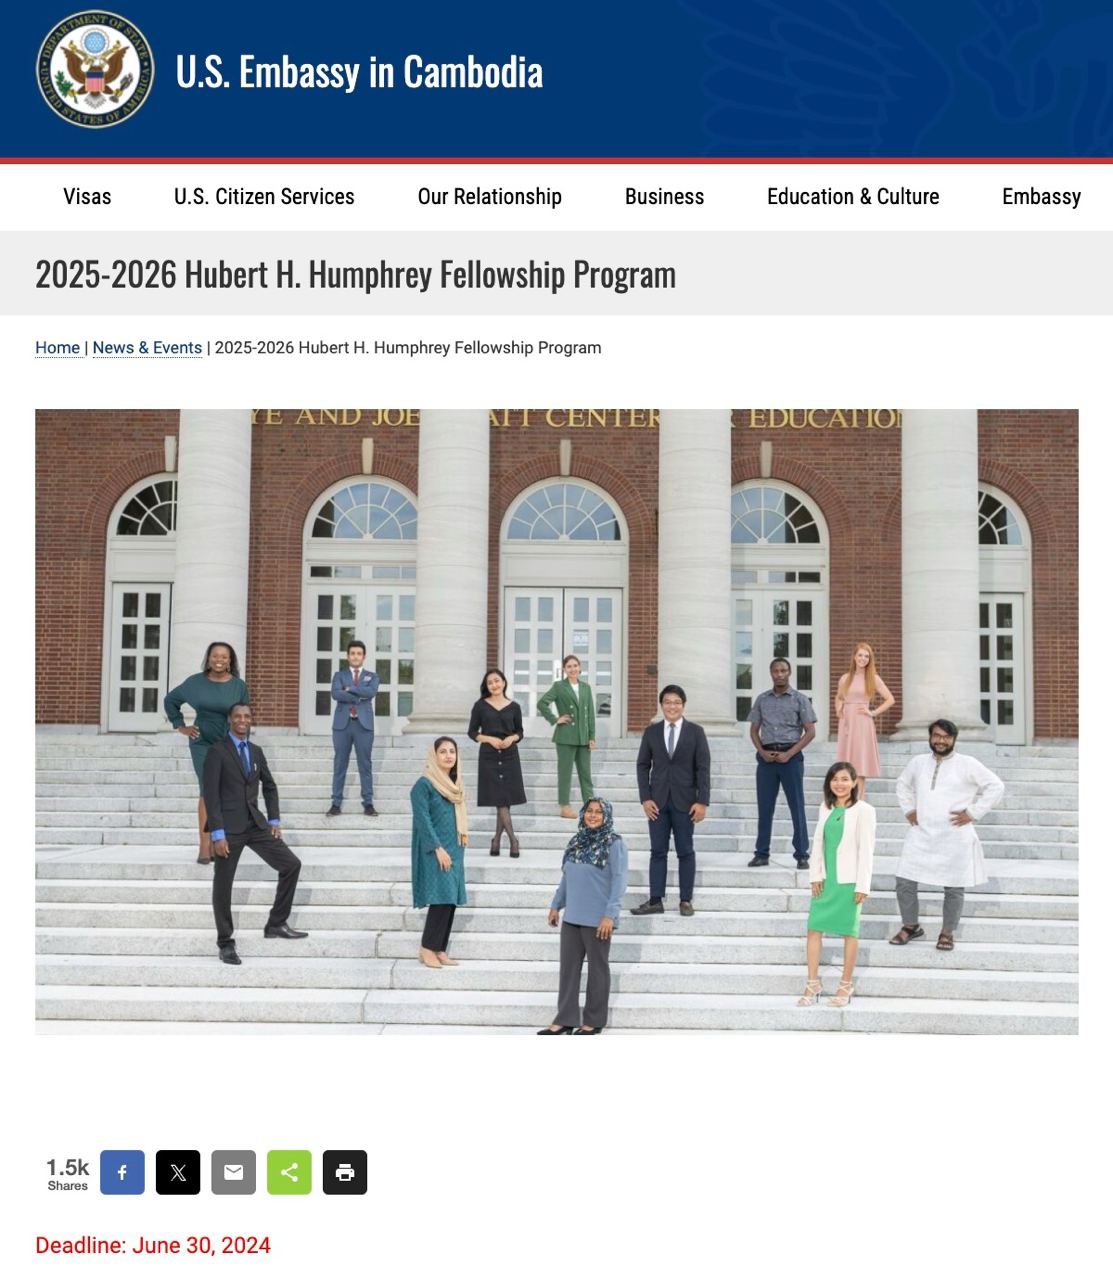 DEPARTMENT OF STATE
UNITED STATES OF AMERICA
U.S. Embassy in Cambodia
Visas U.S. Citizen Services Our Relationship Business Education & Culture Embassy
2025-2026 Hubert H. Humphrey Fellowship Program
Home | News & Events | 2025-2026 Hubert H. Humphrey Fellowship Program
YE AND JOE ATT CENTER R EDUCATION
1.5k
Shares
Deadline: June 30, 2024